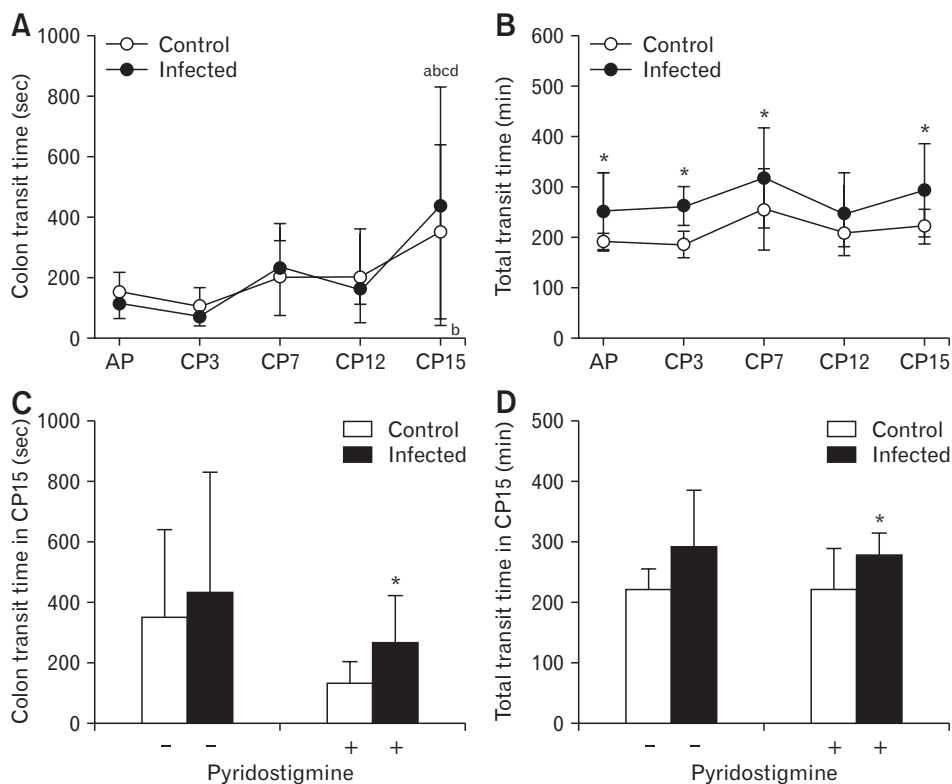 A
Colon transit time (sec)
1000
800
600
400
200
0
Control
Infected
abcd
b
AP CP3 CP7 CP12 CP15
B
Total transit time (min)
600
500
400
300
200
100
0
Control
Infected
* * * *
AP CP3 CP7 CP12 CP15
C
Colon transit time in CP15 (sec)
1000
800
600
400
200
0
Control
Infected
*
− − + +
Pyridostigmine
D
Total transit time in CP15 (min)
500
400
300
200
100
0
Control
Infected
*
− − + +
Pyridostigmine